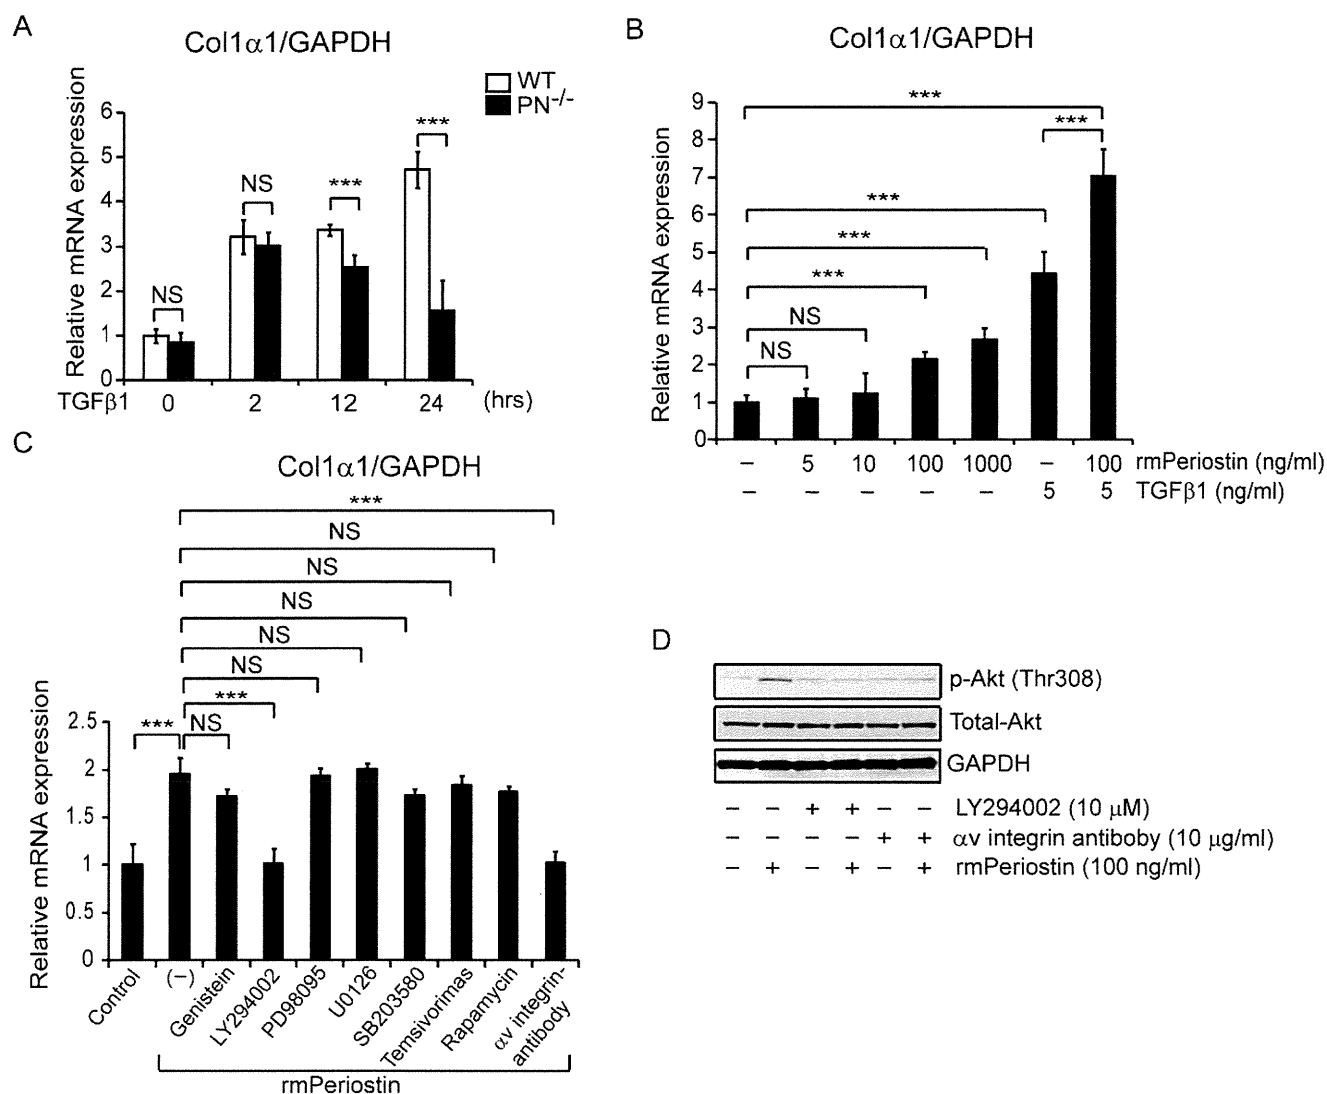 A
Col1α1/GAPDH
WT
PN-/-
Relative mRNA expression
6
5
4
3
2
1
0
NS
NS
***
***
TGFβ1 0 2 12 24 (hrs)
B
Col1α1/GAPDH
Relative mRNA expression
9
8
7
6
5
4
3
2
1
0
***
***
***
***
***
NS
NS
– 5 10 100 1000 – 100 rmPeriostin (ng/ml)
– – – – – 5 5 TGFβ1 (ng/ml)
C
Col1α1/GAPDH
***
NS
NS
NS
NS
NS
***
*** NS
Relative mRNA expression
2.5
2
1.5
1
0.5
0
Control
(–)
Genistein
LY294002
PD98095
U0126
SB203580
Temsivorimas
Rapamycin
αv integrin-
antibody
rmPeriostin
D
p-Akt (Thr308)
Total-Akt
GAPDH
– – + + – – LY294002 (10 μM)
– – – – + + αv integrin antiboby (10 μg/ml)
– + – + – + rmPeriostin (100 ng/ml)